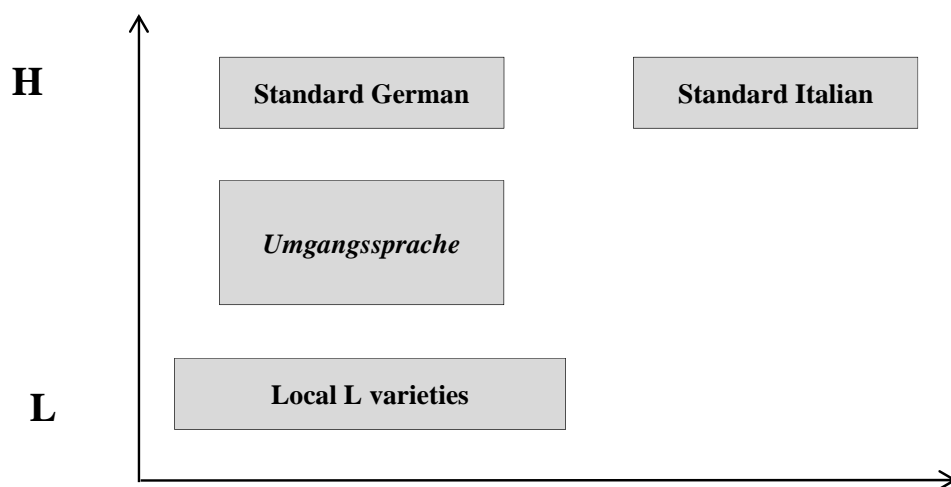 H
Standard German
Standard Italian
Umgangssprache
Local L varieties
L